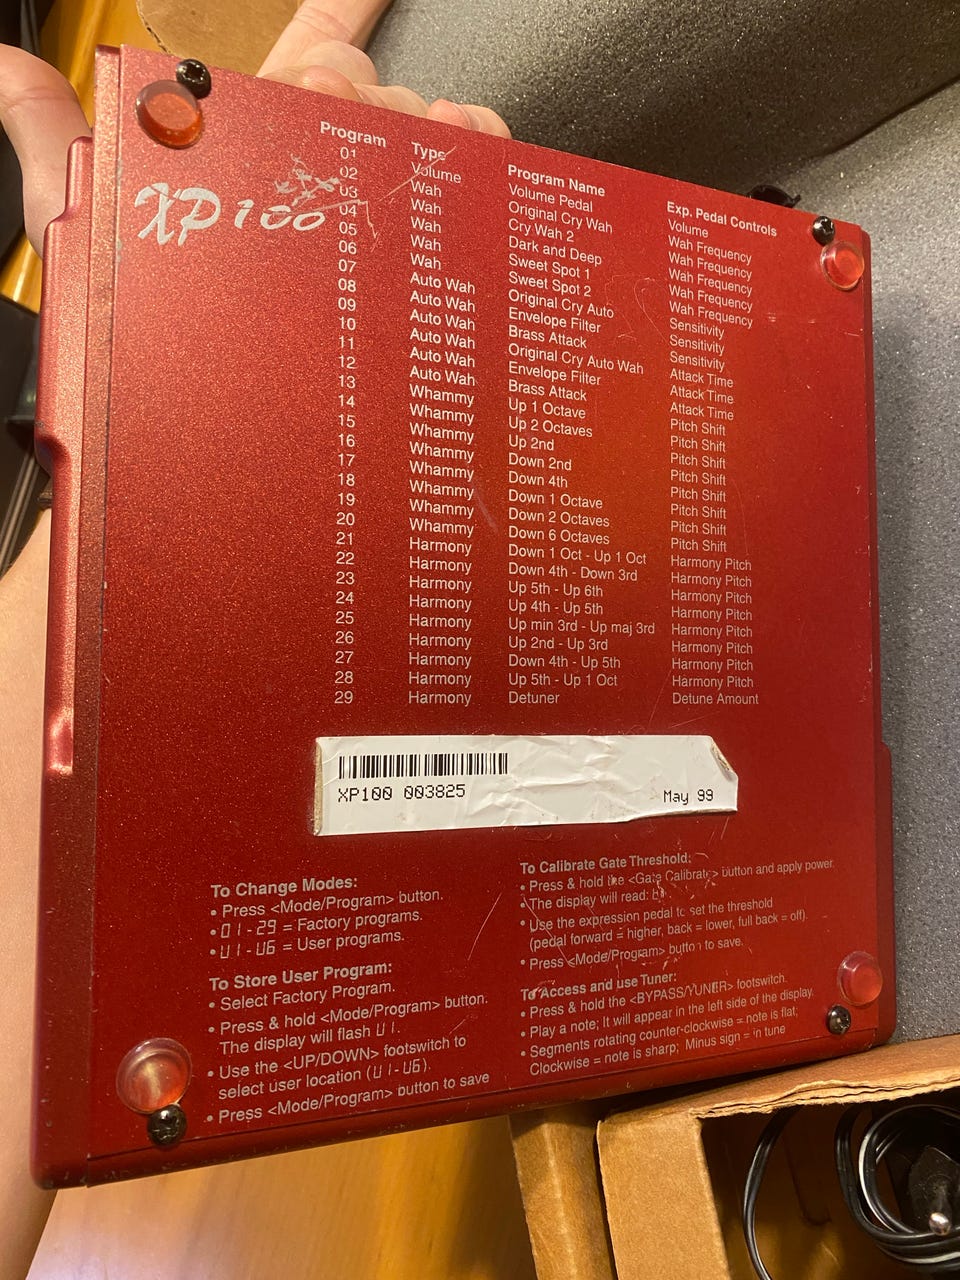 XP100
Program Type Program Name Exp. Pedal Controls
01 Volume Volume Pedal Volume
02 Wah Original Cry Wah Wah Frequency
03 Wah Cry Wah 2 Wah Frequency
04 Wah Dark and Deep Wah Frequency
05 Wah Sweet Spot 1 Wah Frequency
06 Wah Sweet Spot 2 Wah Frequency
07 Auto Wah Original Cry Auto Sensitivity
08 Auto Wah Envelope Filter Sensitivity
09 Auto Wah Brass Attack Sensitivity
10 Auto Wah Original Cry Auto Wah Attack Time
11 Auto Wah Envelope Filter Attack Time
12 Auto Wah Brass Attack Attack Time
13 Whammy Up 1 Octave Pitch Shift
14 Whammy Up 2 Octaves Pitch Shift
15 Whammy Up 2nd Pitch Shift
16 Whammy Down 2nd Pitch Shift
17 Whammy Down 4th Pitch Shift
18 Whammy Down 1 Octave Pitch Shift
19 Whammy Down 2 Octaves Pitch Shift
20 Whammy Down 6 Octaves Pitch Shift
21 Harmony Down 1 Oct - Up 1 Oct Harmony Pitch
22 Harmony Down 4th - Down 3rd Harmony Pitch
23 Harmony Up 5th - Up 6th Harmony Pitch
24 Harmony Up 4th - Up 5th Harmony Pitch
25 Harmony Up min 3rd - Up maj 3rd Harmony Pitch
26 Harmony Up 2nd - Up 3rd Harmony Pitch
27 Harmony Down 4th - Up 5th Harmony Pitch
28 Harmony Up 5th - Up 1 Oct Harmony Pitch
29 Harmony Detuner Detune Amount
XP100 003825 May 99
To Change Modes:
• Press <Mode/Program> button.
• 01-29 = Factory programs.
• U1-U6 = User programs.
To Store User Program:
• Select Factory Program.
• Press & hold <Mode/Program> button.
The display will flash U1.
• Use the <UP/DOWN> footswitch to
select user location (U1-U6).
• Press <Mode/Program> button to save
To Calibrate Gate Threshold:
• Press & hold the <Gate Calibrate> button and apply power.
• The display will read:
• Use the expression pedal to set the threshold
(pedal forward = higher, back = lower, full back = off).
• Press <Mode/Program> button to save.
To Access and use Tuner:
• Press & hold the <BYPASS/TUNER> footswitch.
• Play a note; It will appear in the left side of the display.
• Segments rotating counter-clockwise = note is flat;
Clockwise = note is sharp; Minus sign = in tune